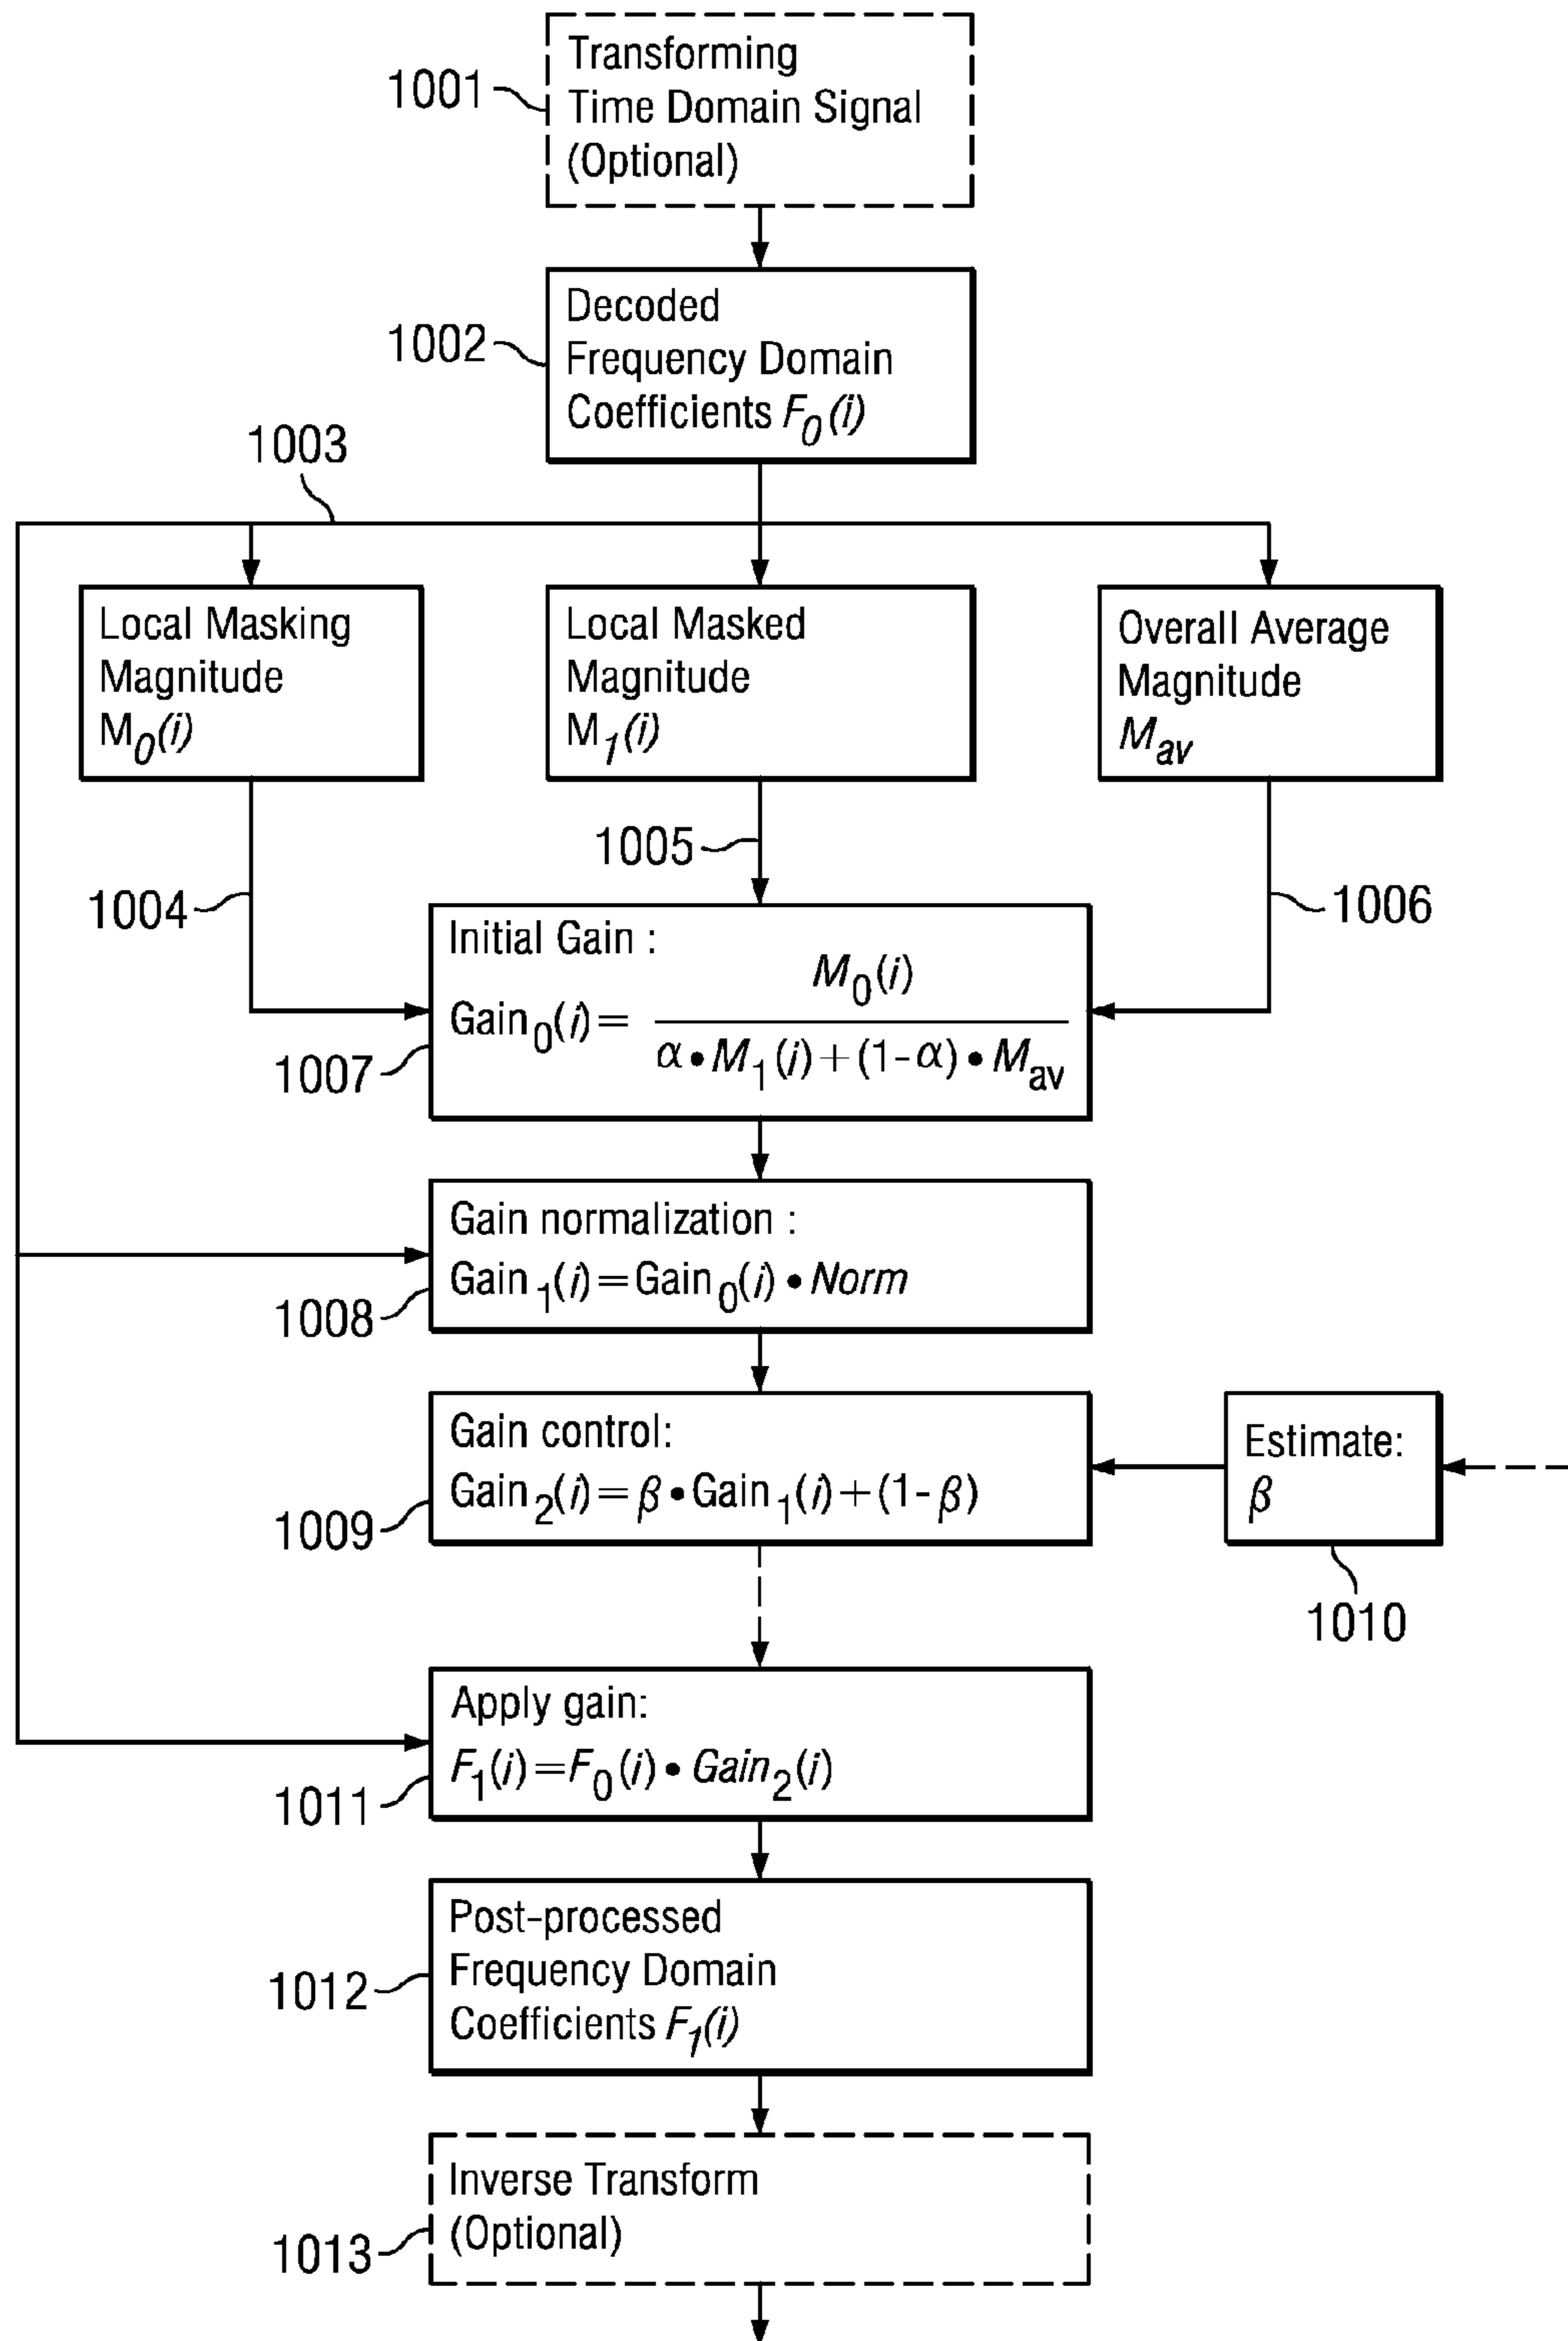 1001
Transforming
Time Domain Signal
(Optional)
1002
Decoded
Frequency Domain
Coefficients F0(i)
1003
Local Masking
Magnitude
M0(i)
Local Masked
Magnitude
M1(i)
Overall Average
Magnitude
Mav
1004
1005
1006
1007
Initial Gain :
Gain0(i)= M0(i) / α•M1(i)+(1-α)•Mav
1008
Gain normalization :
Gain1(i)=Gain0(i)•Norm
1009
Gain control:
Gain2(i)=β•Gain1(i)+(1-β)
Estimate:
β
1010
1011
Apply gain:
F1(i)=F0(i)•Gain2(i)
1012
Post-processed
Frequency Domain
Coefficients F1(i)
1013
Inverse Transform
(Optional)